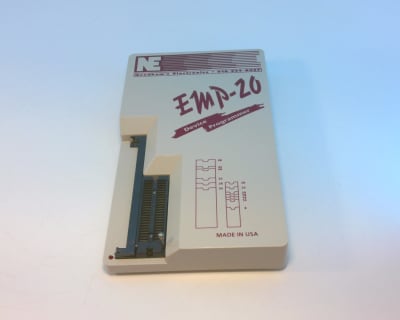 NE
Needham's Electronics •
EMP-20
Device
Programmer
MADE IN USA